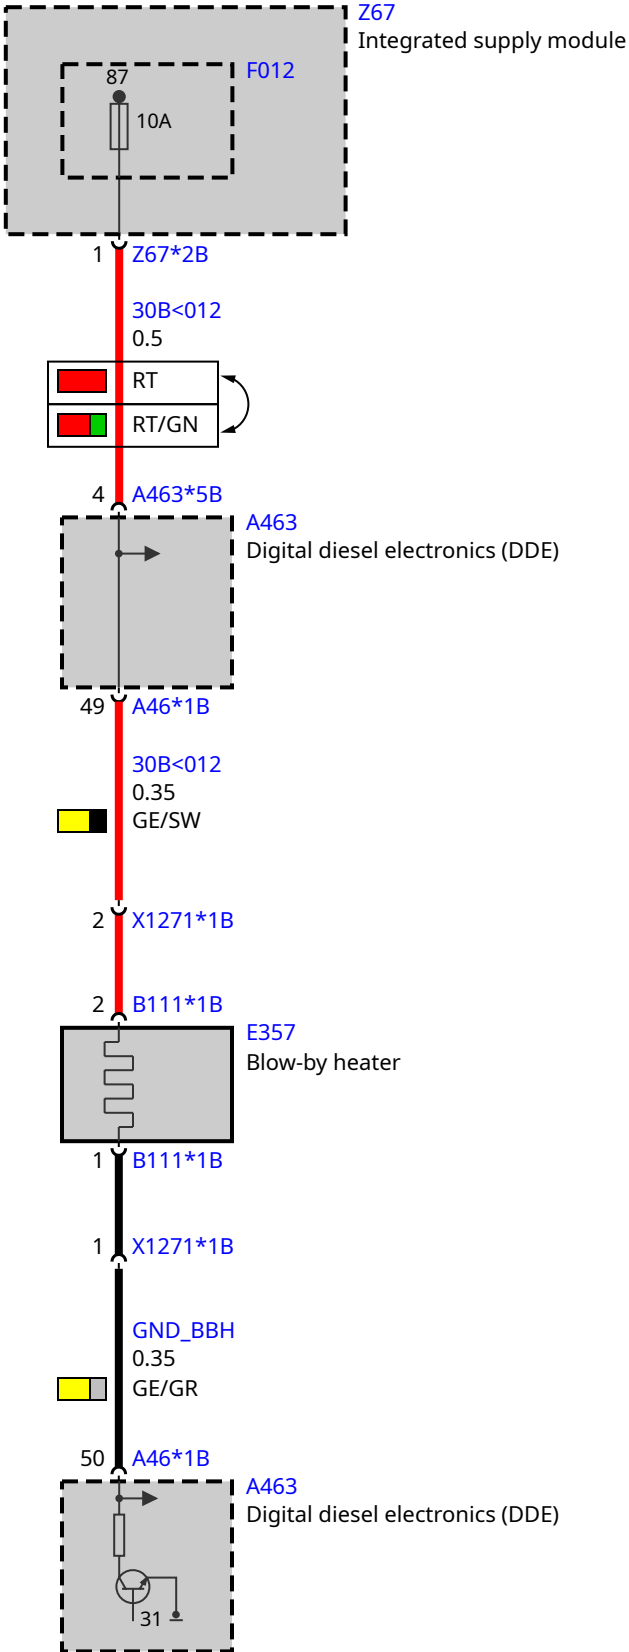 Z67
Integrated supply module
F012
87
10A
1 Z67*2B
30B<012
0.5
RT
RT/GN
4 A463*5B
A463
Digital diesel electronics (DDE)
49 A46*1B
30B<012
0.35
GE/SW
2 X1271*1B
2 B111*1B
E357
Blow-by heater
1 B111*1B
1 X1271*1B
GND_BBH
0.35
GE/GR
50 A46*1B
A463
Digital diesel electronics (DDE)
31